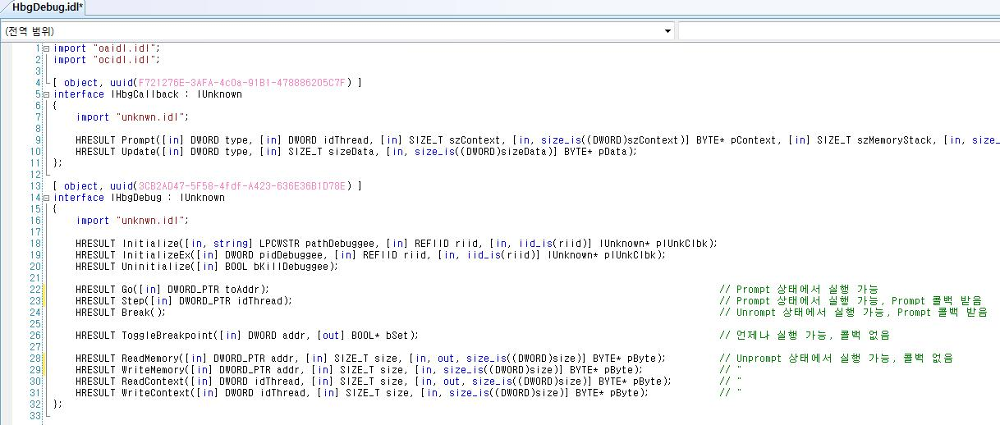 HbgDebug.idl*
(전역 범위)
1 import "oaidl.idl";
2 import "ocidl.idl";
3
4 [ object, uuid(F721276E-3AFA-4c0a-91B1-478886205C7F) ]
5 interface IHbgCallback : IUnknown
6 {
7 import "unknwn.idl";
8
9 HRESULT Prompt([in] DWORD type, [in] DWORD idThread, [in] SIZE_T szContext, [in, size_is((DWORD)szContext)] BYTE* pContext, [in] SIZE_T szMemoryStack, [in, size_
10 HRESULT Update([in] DWORD type, [in] SIZE_T sizeData, [in, size_is((DWORD)sizeData)] BYTE* pData);
11 };
12
13 [ object, uuid(3CB2AD47-5F58-4fdf-A423-636E36B1D78E) ]
14 interface IHbgDebug : IUnknown
15 {
16 import "unknwn.idl";
17
18 HRESULT Initialize([in, string] LPCWSTR pathDebuggee, [in] REFIID riid, [in, iid_is(riid)] IUnknown* pIUnkClbk);
19 HRESULT InitializeEx([in] DWORD pidDebuggee, [in] REFIID riid, [in, iid_is(riid)] IUnknown* pIUnkClbk);
20 HRESULT Uninitialize([in] BOOL bKillDebuggee);
21
22 HRESULT Go([in] DWORD_PTR toAddr); // Prompt 상태에서 실행 가능
23 HRESULT Step([in] DWORD_PTR idThread); // Prompt 상태에서 실행 가능, Prompt 콜백 받음
24 HRESULT Break(); // Unrompt 상태에서 실행 가능, Prompt 콜백 받음
25
26 HRESULT ToggleBreakpoint([in] DWORD addr, [out] BOOL* bSet); // 언제나 실행 가능, 콜백 없음
27
28 HRESULT ReadMemory([in] DWORD_PTR addr, [in] SIZE_T size, [in, out, size_is((DWORD)size)] BYTE* pByte); // Unprompt 상태에서 실행 가능, 콜백 없음
29 HRESULT WriteMemory([in] DWORD_PTR addr, [in] SIZE_T size, [in, size_is((DWORD)size)] BYTE* pByte); // "
30 HRESULT ReadContext([in] DWORD idThread, [in] SIZE_T size, [in, out, size_is((DWORD)size)] BYTE* pByte); // "
31 HRESULT WriteContext([in] DWORD idThread, [in] SIZE_T size, [in, size_is((DWORD)size)] BYTE* pByte); // "
32 };
33